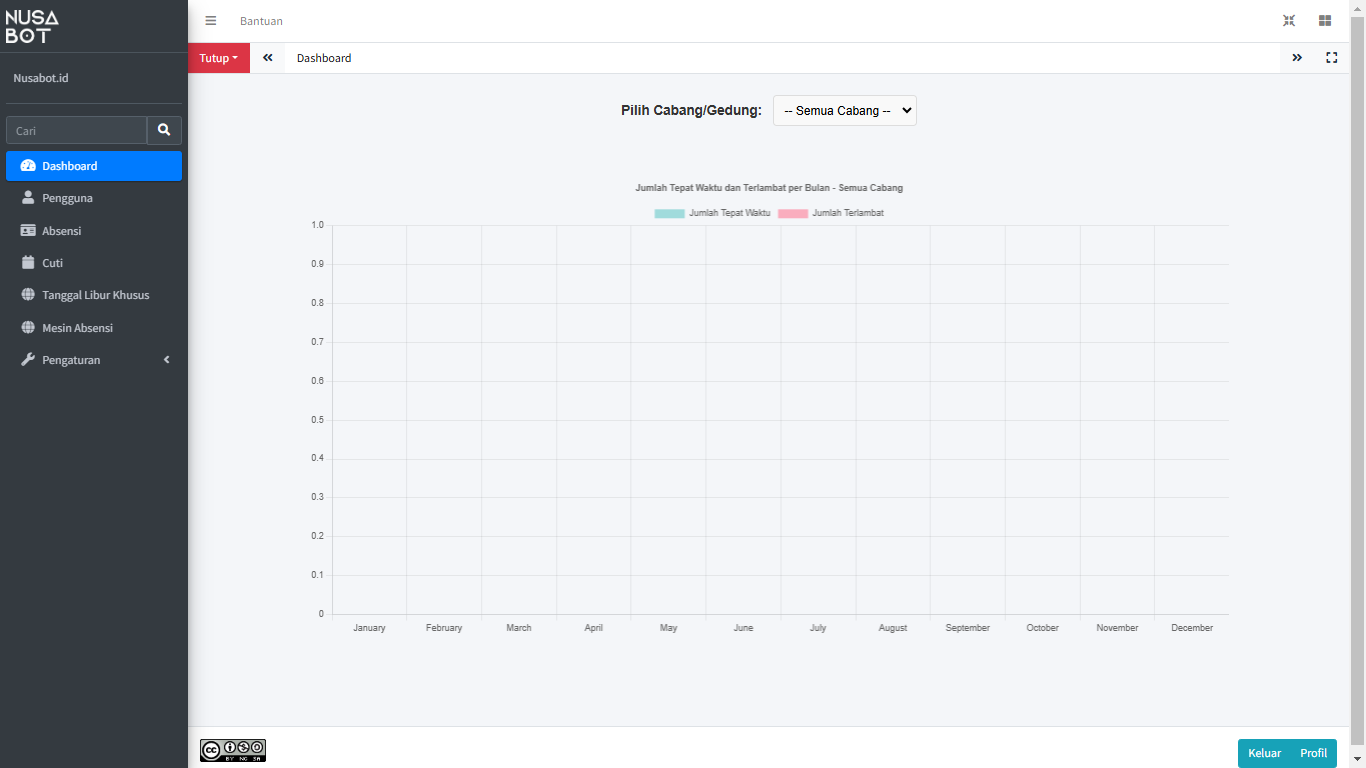 NUSA
BOT
Bantuan
Tutup
Dashboard
Nusabot.id
Cari
Dashboard
Pengguna
Absensi
Cuti
Tanggal Libur Khusus
Mesin Absensi
Pengaturan
Pilih Cabang/Gedung: -- Semua Cabang --
Jumlah Tepat Waktu dan Terlambat per Bulan - Semua Cabang
Jumlah Tepat Waktu Jumlah Terlambat
1.0
0.9
0.8
0.7
0.6
0.5
0.4
0.3
0.2
0.1
0
January February March April May June July August September October November December
cc
BY NC SA
Keluar Profil